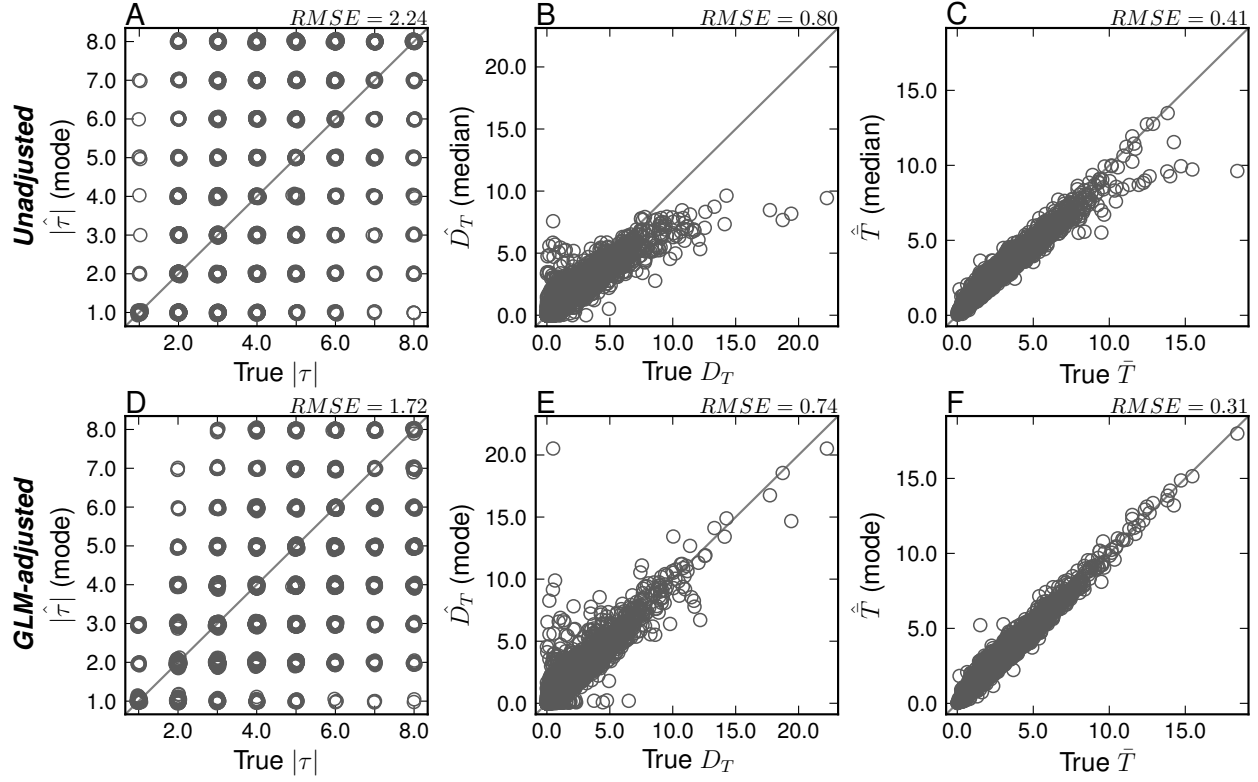 A
RMSE = 2.24
Unadjusted
|τ̂| (mode)
8.0
7.0
6.0
5.0
4.0
3.0
2.0
1.0
2.0 4.0 6.0 8.0
True |τ|
B
RMSE = 0.80
D̂_T (median)
20.0
15.0
10.0
5.0
0.0
0.0 5.0 10.0 15.0 20.0
True D_T
C
RMSE = 0.41
T̄̂ (median)
15.0
10.0
5.0
0.0
0.0 5.0 10.0 15.0
True T̄
D
RMSE = 1.72
GLM-adjusted
|τ̂| (mode)
8.0
7.0
6.0
5.0
4.0
3.0
2.0
1.0
2.0 4.0 6.0 8.0
True |τ|
E
RMSE = 0.74
D̂_T (mode)
20.0
15.0
10.0
5.0
0.0
0.0 5.0 10.0 15.0 20.0
True D_T
F
RMSE = 0.31
T̄̂ (mode)
15.0
10.0
5.0
0.0
0.0 5.0 10.0 15.0
True T̄